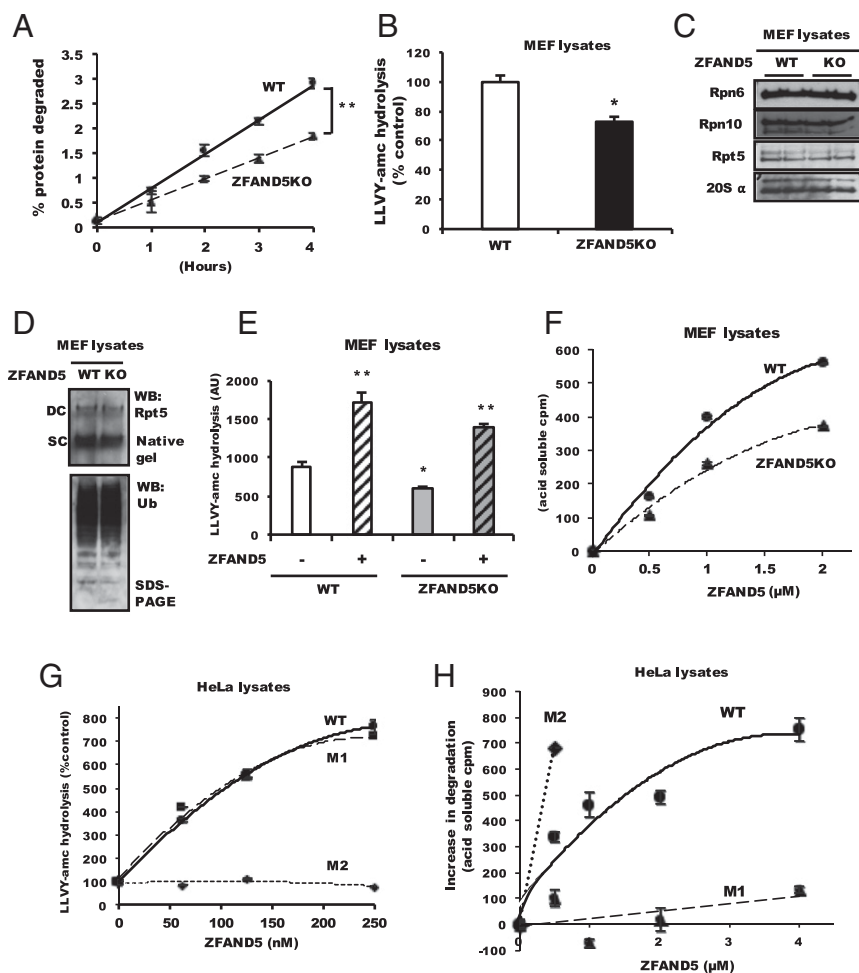 A
% protein degraded
3.5
3
2.5
2
1.5
1
0.5
0
0 1 2 3 4
(Hours)
WT
ZFAND5KO
**
B
MEF lysates
LLVY-amc hydrolysis
(% control)
120
100
80
60
40
20
0
*
WT ZFAND5KO
C
MEF lysates
ZFAND5 WT KO
Rpn6
Rpn10
Rpt5
20S α
D
MEF lysates
ZFAND5 WT KO
WB:
Rpt5
DC
SC
Native
gel
WB:
Ub
SDS-
PAGE
E
MEF lysates
LLVY-amc hydrolysis (AU)
2000
1500
1000
500
0
**
*
**
ZFAND5 - + - +
WT ZFAND5KO
F
MEF lysates
(acid soluble cpm)
600
500
400
300
200
100
0
WT
ZFAND5KO
0 0.5 1 1.5 2
ZFAND5 (µM)
G
HeLa lysates
LLVY-amc hydrolysis (%control)
800
700
600
500
400
300
200
100
0
WT
M1
M2
0 50 100 150 200 250
ZFAND5 (nM)
H
HeLa lysates
Increase in degradation
(acid soluble cpm)
900
800
700
600
500
400
300
200
100
0
-100
M2
WT
M1
0 1 2 3 4
ZFAND5 (µM)